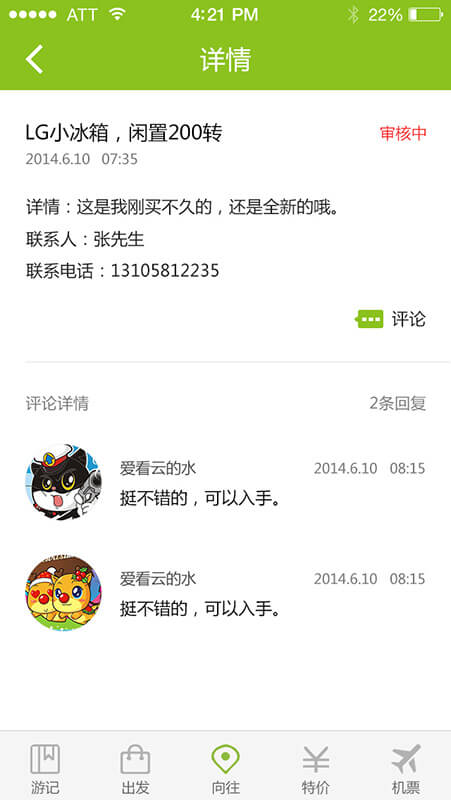 ATT 4:21 PM 22%
详情
LG小冰箱，闲置200转 审核中
2014.6.10 07:35
详情：这是我刚买不久的，还是全新的哦。
联系人：张先生
联系电话：13105812235
评论
评论详情 2条回复
爱看云的水 2014.6.10 08:15
挺不错的，可以入手。
爱看云的水 2014.6.10 08:15
挺不错的，可以入手。
游记 出发 向往 特价 机票